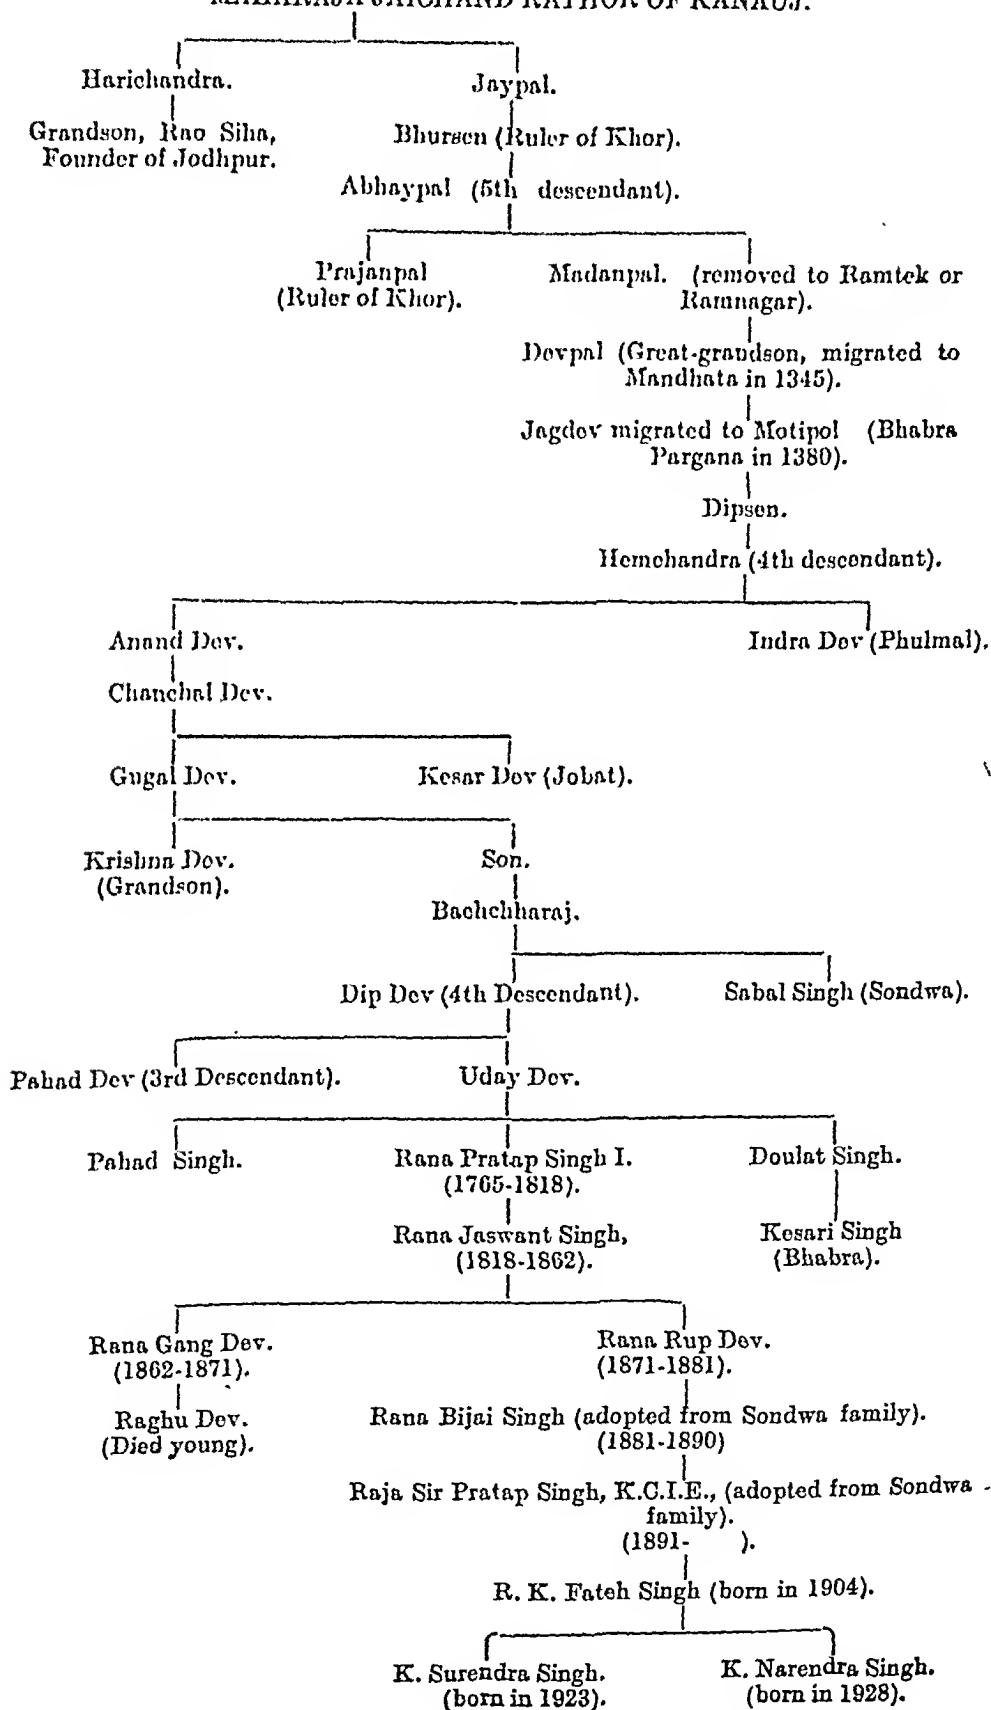 MAHARAJA JAICHAND RATHOR OF KANAUJ.
Harichandra.
Jaypal.
Grandson, Rao Siha,
Founder of Jodhpur.
Bhursen (Ruler of Khor).
Abhaypal (5th descendant).
Prajanpal
(Ruler of Khor).
Madanpal. (removed to Ramtek or
Ramnagar).
Devpal (Great-grandson, migrated to
Mandhata in 1345).
Jagdev migrated to Motipol (Bhabra
Pargana in 1380).
Dipsen.
Hemchandra (4th descendant).
Anand Dev.
Indra Dev (Phulmal).
Chanchal Dev.
Gugal Dev.
Kesar Dev (Jobat).
Krishna Dev.
(Grandson).
Son.
Bachchharaj.
Dip Dev (4th Descendant).
Sabal Singh (Sondwa).
Pahad Dev (3rd Descendant).
Uday Dev.
Pahad Singh.
Rana Pratap Singh I.
(1765-1818).
Doulat Singh.
Rana Jaswant Singh,
(1818-1862).
Kesari Singh
(Bhabra).
Rana Gang Dev.
(1862-1871).
Rana Rup Dev.
(1871-1881).
Raghu Dev.
(Died young).
Rana Bijai Singh (adopted from Sondwa family).
(1881-1890)
Raja Sir Pratap Singh, K.C.I.E., (adopted from Sondwa
family).
(1891- ).
R. K. Fateh Singh (born in 1904).
K. Surendra Singh.
(born in 1923).
K. Narendra Singh.
(born in 1928).